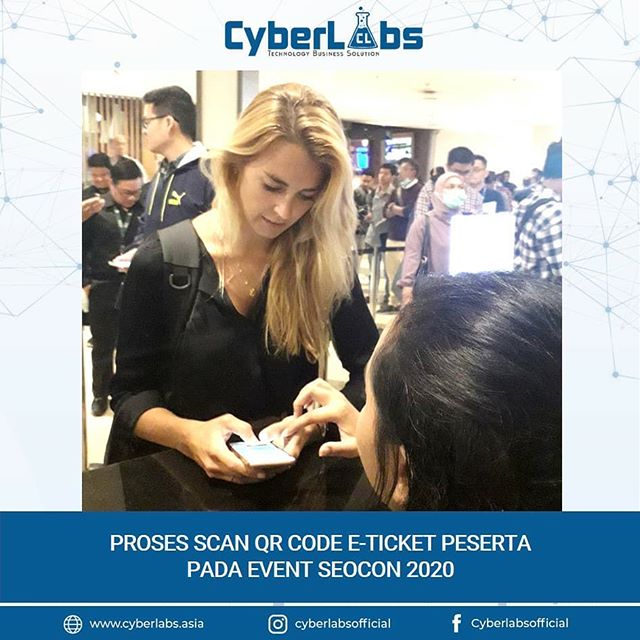 CyberLabs
CL
Technology Business Solution
PROSES SCAN QR CODE E-TICKET PESERTA
PADA EVENT SEOCON 2020
www.cyberlabs.asia
cyberlabsofficial
Cyberlabsofficial